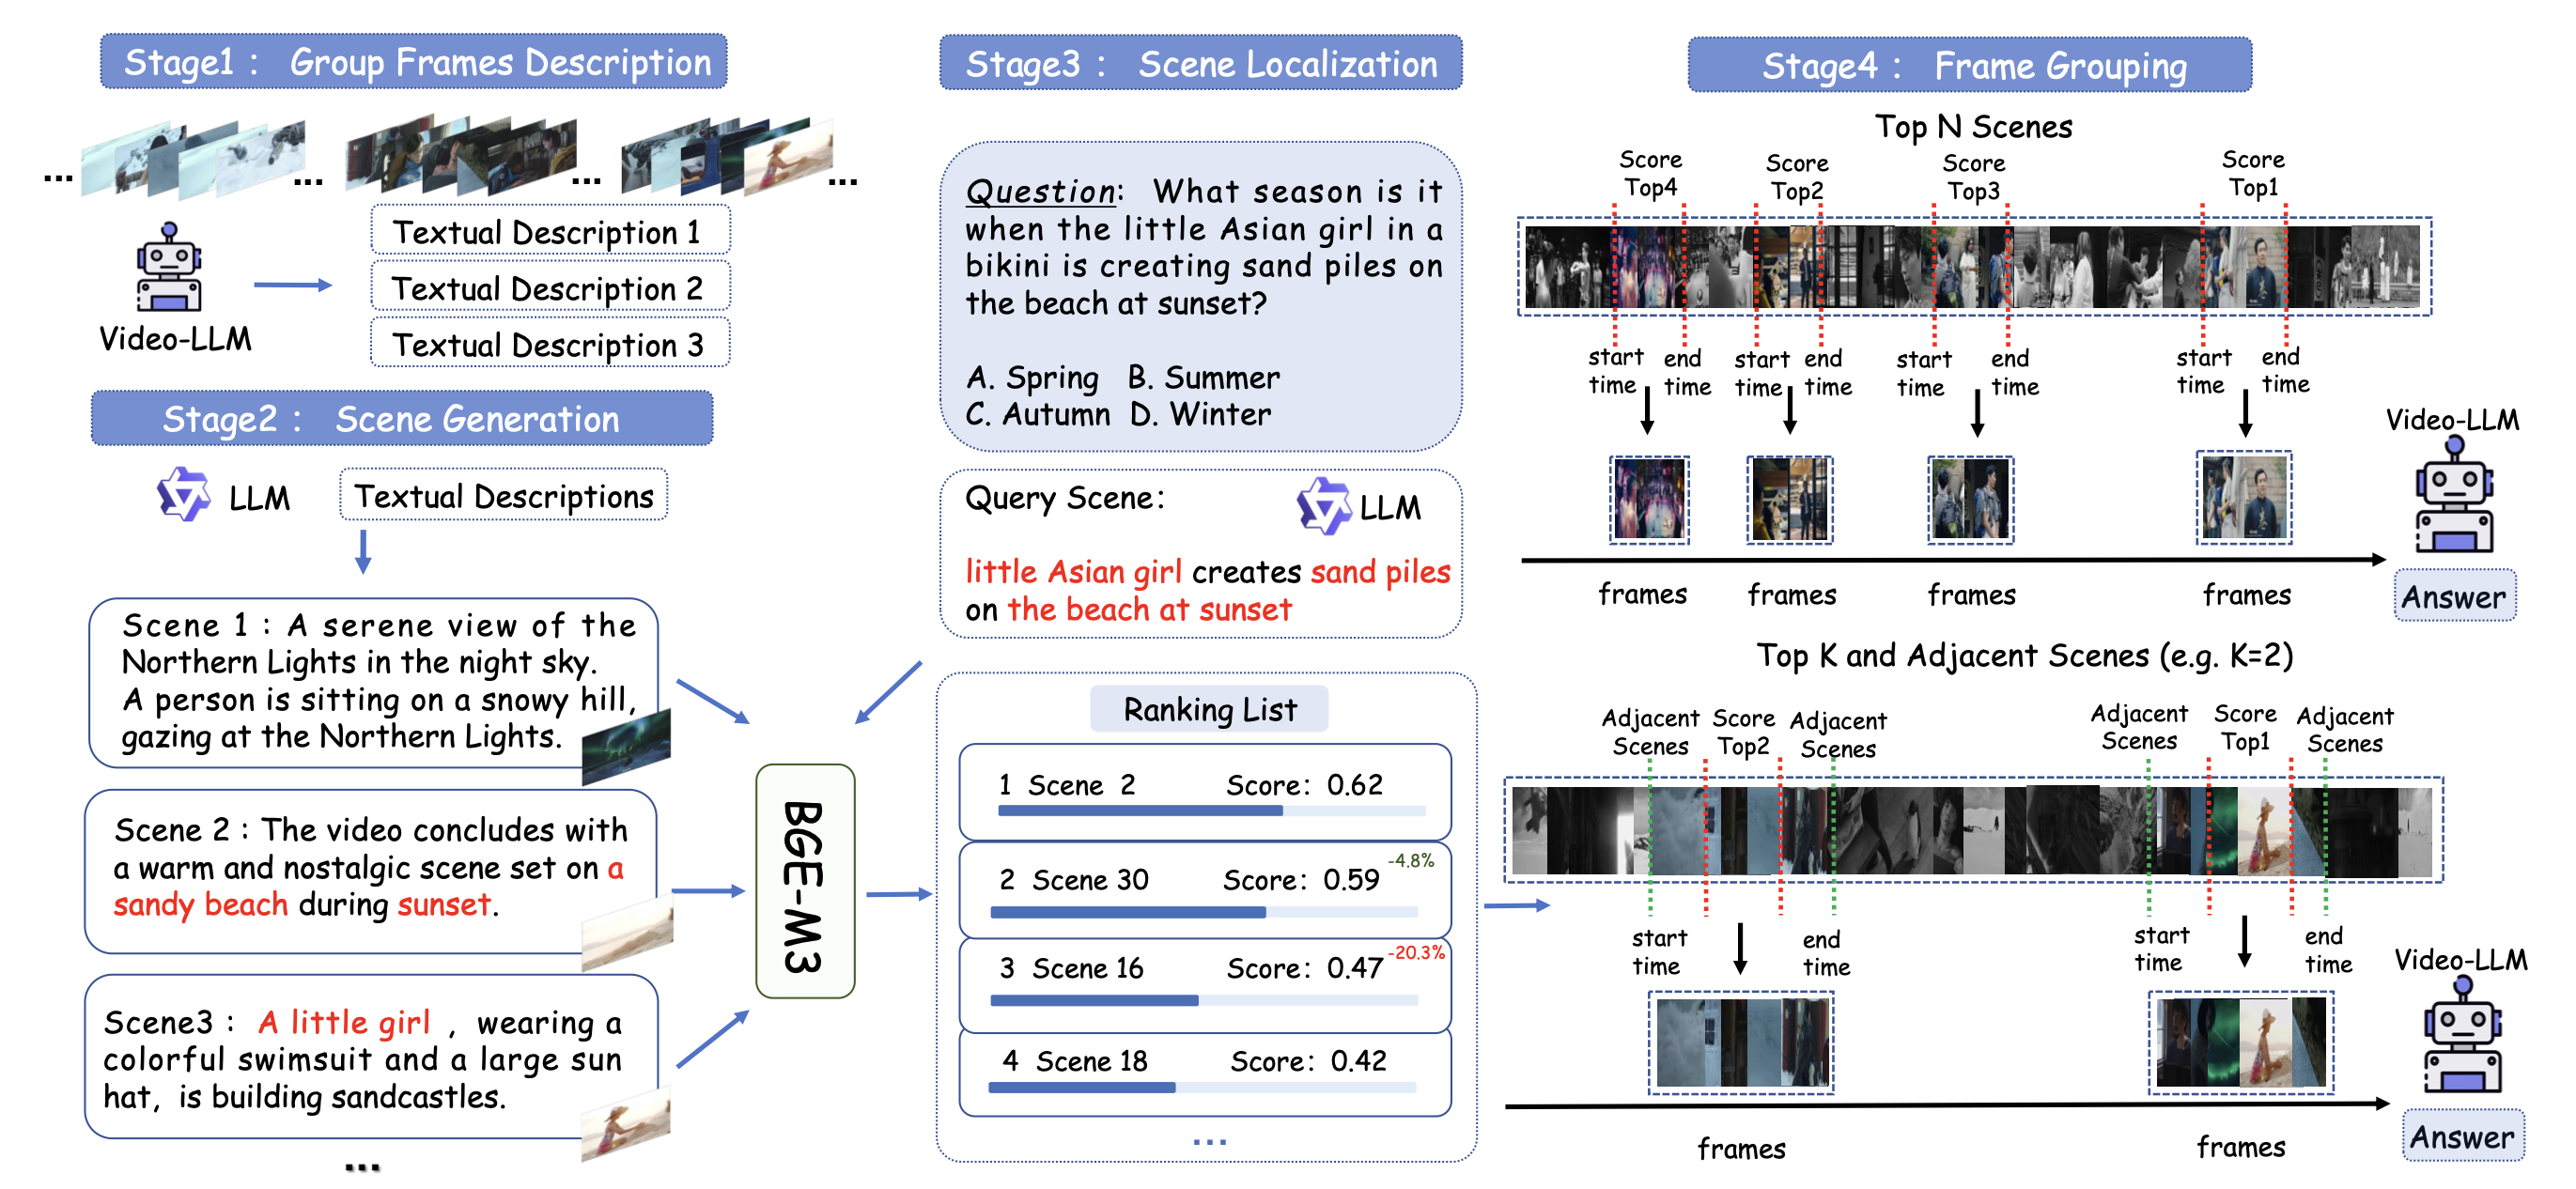 Stage1 : Group Frames Description
...
...
...
...
Video-LLM
Textual Description 1
Textual Description 2
Textual Description 3
Stage2 : Scene Generation
LLM
Textual Descriptions
Scene 1 : A serene view of the
Northern Lights in the night sky.
A person is sitting on a snowy hill,
gazing at the Northern Lights.
Scene 2 : The video concludes with
a warm and nostalgic scene set on a
sandy beach during sunset.
Scene3 : A little girl , wearing a
colorful swimsuit and a large sun
hat, is building sandcastles.
...
BGE-M3
Stage3 : Scene Localization
Question: What season is it
when the little Asian girl in a
bikini is creating sand piles on
the beach at sunset?
A. Spring B. Summer
C. Autumn D. Winter
Query Scene:
LLM
little Asian girl creates sand piles
on the beach at sunset
Ranking List
1 Scene 2 Score: 0.62
2 Scene 30 Score: 0.59 -4.8%
3 Scene 16 Score: 0.47 -20.3%
4 Scene 18 Score: 0.42
...
Stage4 : Frame Grouping
Top N Scenes
Score
Top4
Score
Top2
Score
Top3
Score
Top1
start
time
end
time
start
time
end
time
start
time
end
time
start
time
end
time
Video-LLM
frames
frames
frames
frames
Answer
Top K and Adjacent Scenes (e.g. K=2)
Adjacent
Scenes
Score
Top2
Adjacent
Scenes
Adjacent
Scenes
Score
Top1
Adjacent
Scenes
start
time
end
time
start
time
end
time
Video-LLM
frames
frames
Answer